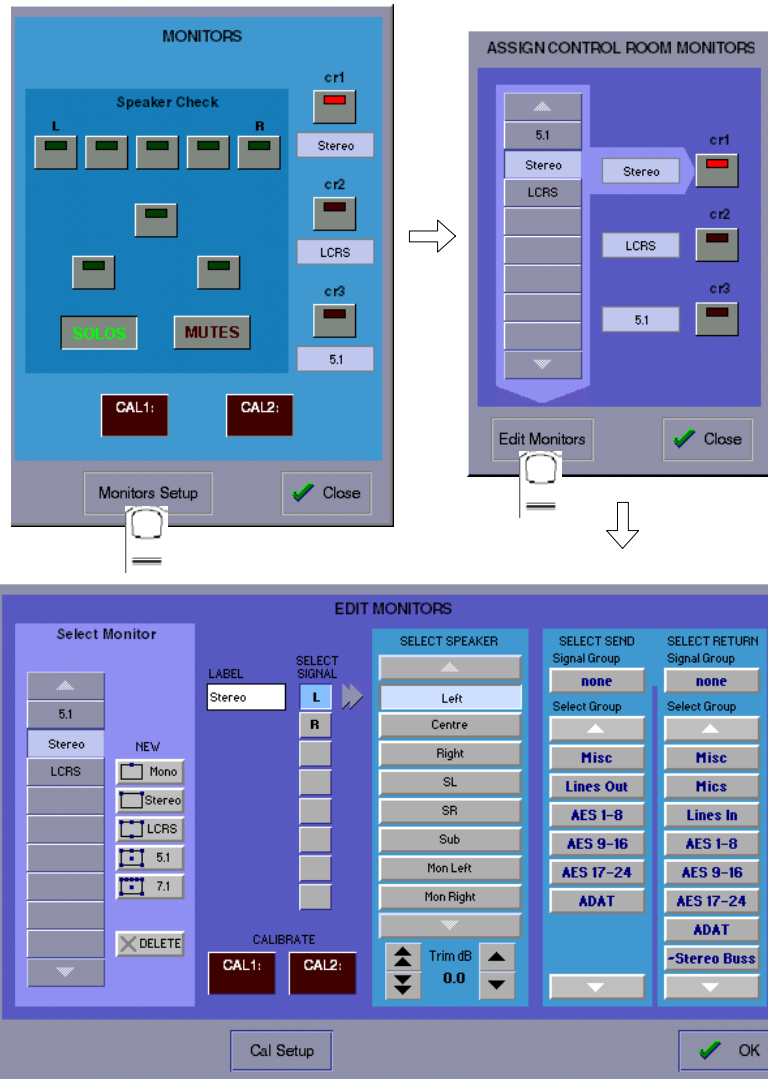 MONITORS
Speaker Check
L
R
SOLOS
MUTES
CAL1:
CAL2:
cr1
Stereo
cr2
LCRS
cr3
5.1
Monitors Setup
Close
ASSIGN CONTROL ROOM MONITORS
5.1
Stereo
LCRS
cr1
Stereo
cr2
LCRS
cr3
5.1
Edit Monitors
Close
EDIT MONITORS
Select Monitor
5.1
Stereo
LCRS
NEW
Mono
Stereo
LCRS
5.1
7.1
DELETE
LABEL
Stereo
SELECT
SIGNAL
L
R
CALIBRATE
CAL1:
CAL2:
SELECT SPEAKER
Left
Centre
Right
SL
SR
Sub
Mon Left
Mon Right
Trim dB
0.0
SELECT SEND
Signal Group
none
Select Group
Misc
Lines Out
AES 1-8
AES 9-16
AES 17-24
ADAT
SELECT RETURN
Signal Group
none
Select Group
Misc
Mics
Lines In
AES 1-8
AES 9-16
AES 17-24
ADAT
~Stereo Buss
Cal Setup
OK